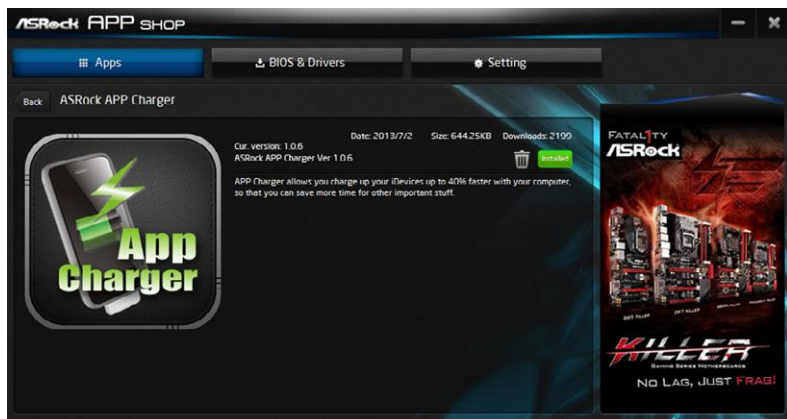 ASRock APP SHOP
Apps
BIOS & Drivers
Setting
Back
ASRock APP Charger
Date: 2013/7/2 Size: 644.25KB Downloads: 2199
Cur. version: 1.0.6
ASRock APP Charger Ver 1.0.6
Installed
APP Charger allows you charge up your iDevices up to 40% faster with your computer,
so that you can save more time for other important stuff.
App
Charger
FATAL1TY
ASRock
KILLER
GAMING SERIES MOTHERBOARDS
NO LAG, JUST FRAG!